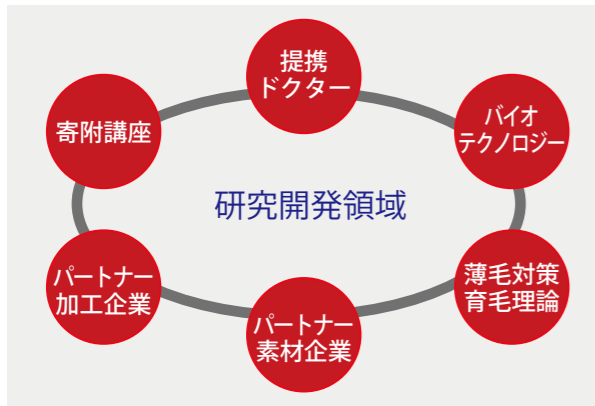 提携
ドクター
寄附講座
バイオ
テクノロジー
研究開発領域
パートナー
加工企業
薄毛対策
育毛理論
パートナー
素材企業